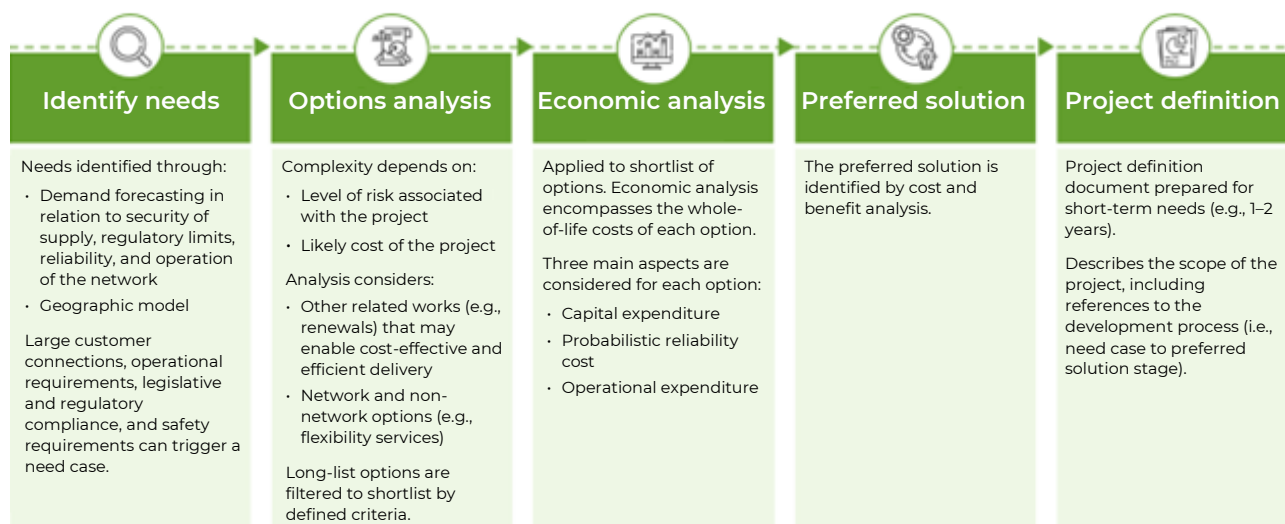 Identify needs
Needs identified through:
• Demand forecasting in
relation to security of
supply, regulatory limits,
reliability, and operation
of the network
• Geographic model
Large customer
connections, operational
requirements, legislative
and regulatory
compliance, and safety
requirements can trigger a
need case.
Options analysis
Complexity depends on:
• Level of risk associated
with the project
• Likely cost of the project
Analysis considers:
• Other related works (e.g.,
renewals) that may
enable cost-effective and
efficient delivery
• Network and non-
network options (e.g.,
flexibility services)
Long-list options are
filtered to shortlist by
defined criteria.
Economic analysis
Applied to shortlist of
options. Economic analysis
encompasses the whole-
of-life costs of each option.
Three main aspects are
considered for each option:
• Capital expenditure
• Probabilistic reliability
cost
• Operational expenditure
Preferred solution
The preferred solution is
identified by cost and
benefit analysis.
Project definition
Project definition
document prepared for
short-term needs (e.g., 1–2
years).
Describes the scope of the
project, including
references to the
development process (i.e.,
need case to preferred
solution stage).